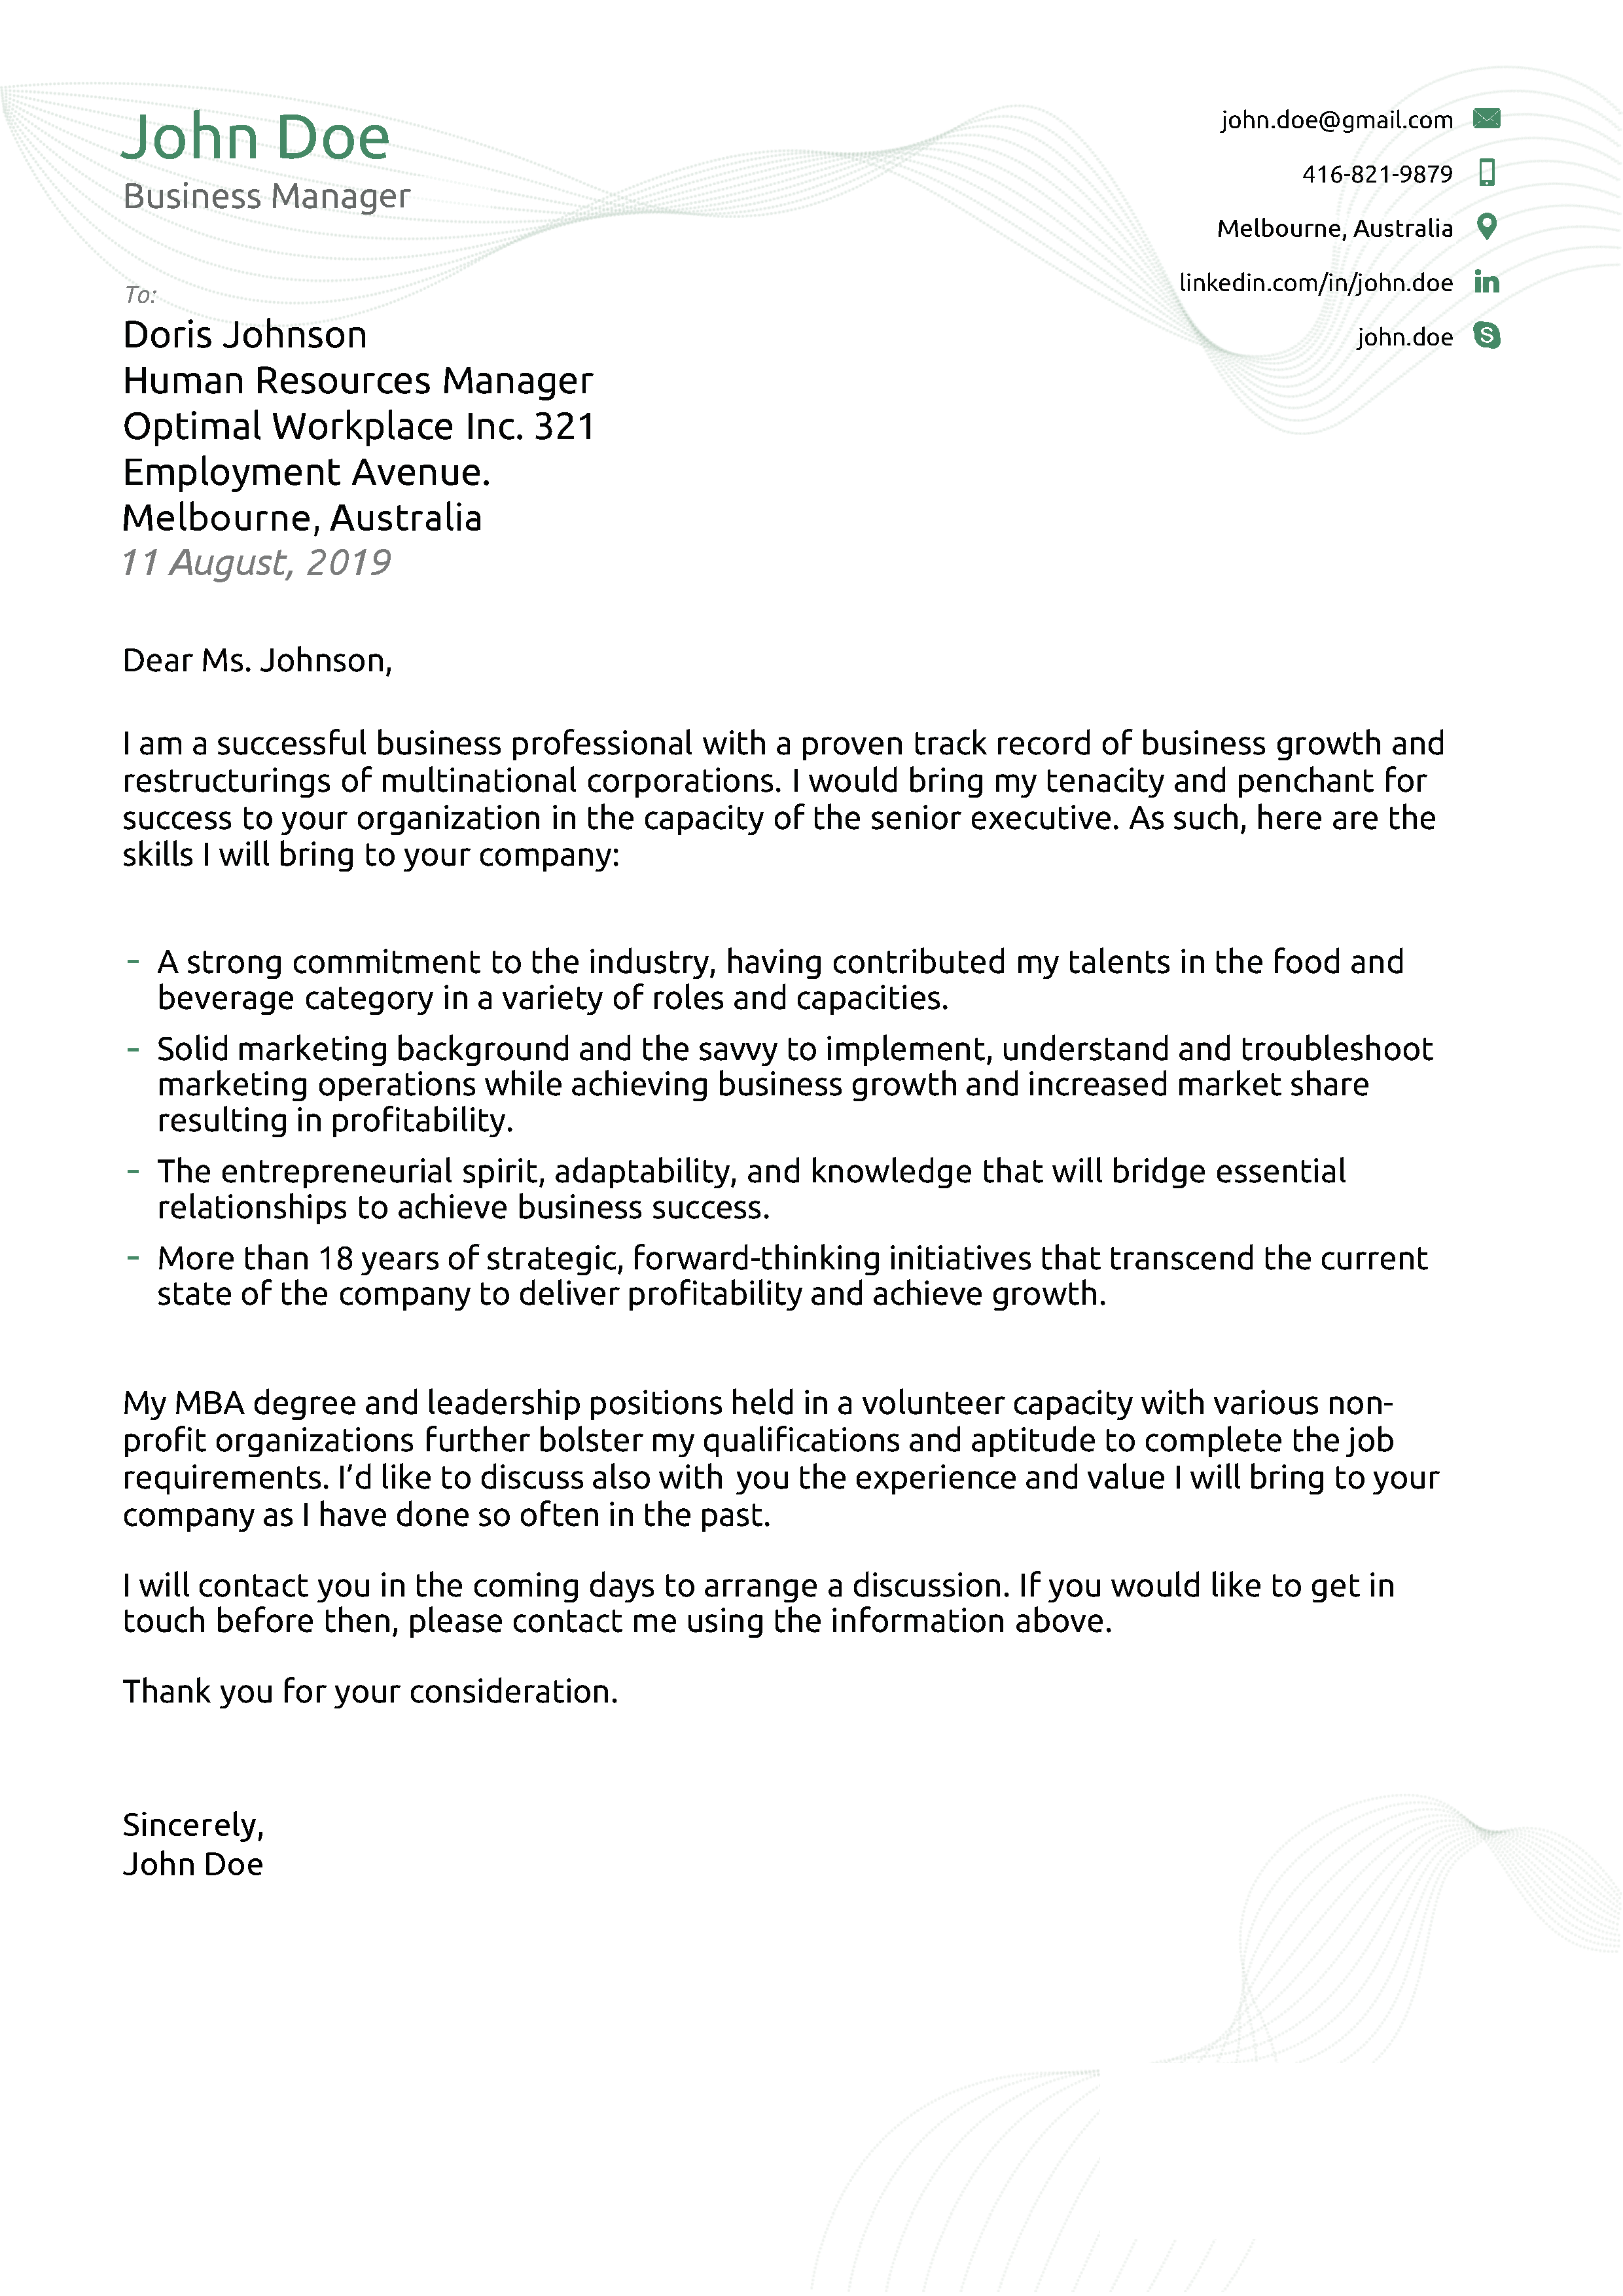 John Doe
Business Manager
john.doe@gmail.com
416-821-9879
Melbourne, Australia
linkedin.com/in/john.doe
john.doe
To:
Doris Johnson
Human Resources Manager
Optimal Workplace Inc. 321
Employment Avenue.
Melbourne, Australia
11 August, 2019
Dear Ms. Johnson,
I am a successful business professional with a proven track record of business growth and
restructurings of multinational corporations. I would bring my tenacity and penchant for
success to your organization in the capacity of the senior executive. As such, here are the
skills I will bring to your company:
- A strong commitment to the industry, having contributed my talents in the food and
beverage category in a variety of roles and capacities.
- Solid marketing background and the savvy to implement, understand and troubleshoot
marketing operations while achieving business growth and increased market share
resulting in profitability.
- The entrepreneurial spirit, adaptability, and knowledge that will bridge essential
relationships to achieve business success.
- More than 18 years of strategic, forward-thinking initiatives that transcend the current
state of the company to deliver profitability and achieve growth.
My MBA degree and leadership positions held in a volunteer capacity with various non-
profit organizations further bolster my qualifications and aptitude to complete the job
requirements. I’d like to discuss also with you the experience and value I will bring to your
company as I have done so often in the past.
I will contact you in the coming days to arrange a discussion. If you would like to get in
touch before then, please contact me using the information above.
Thank you for your consideration.
Sincerely,
John Doe